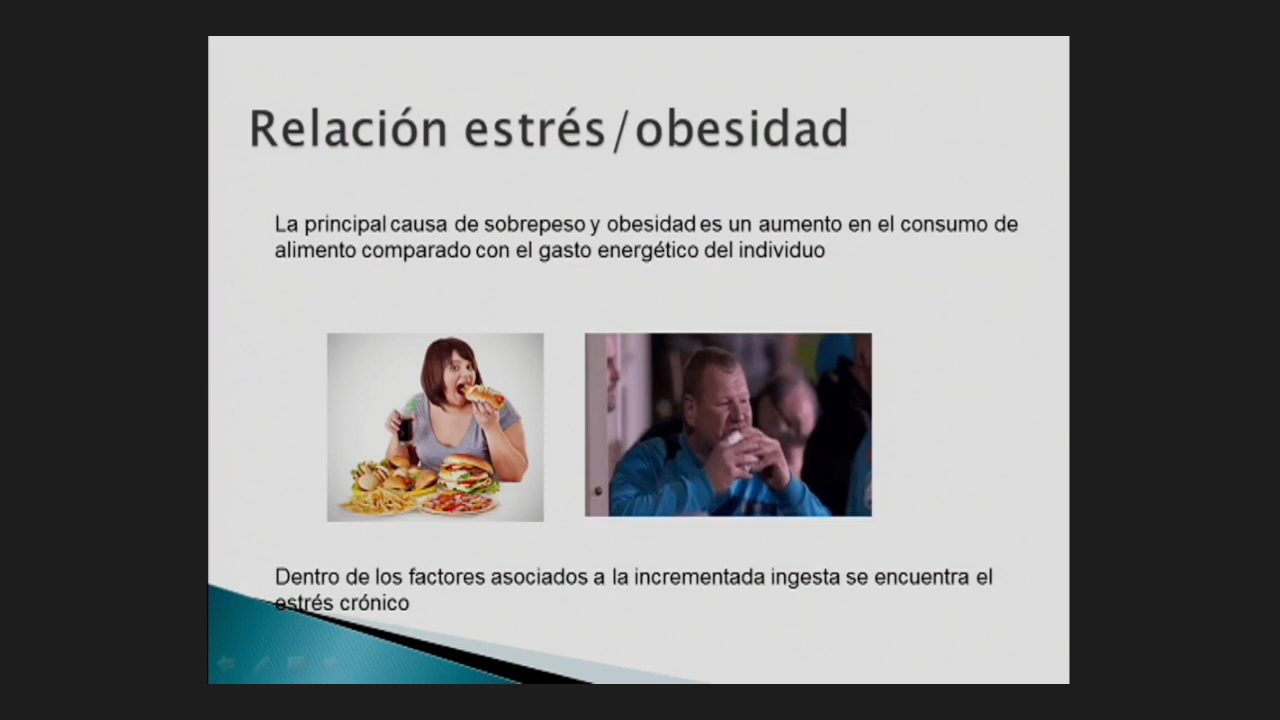 Relación estrés/obesidad
La principal causa de sobrepeso y obesidad es un aumento en el consumo de
alimento comparado con el gasto energético del individuo
Dentro de los factores asociados a la incrementada ingesta se encuentra el
estrés crónico